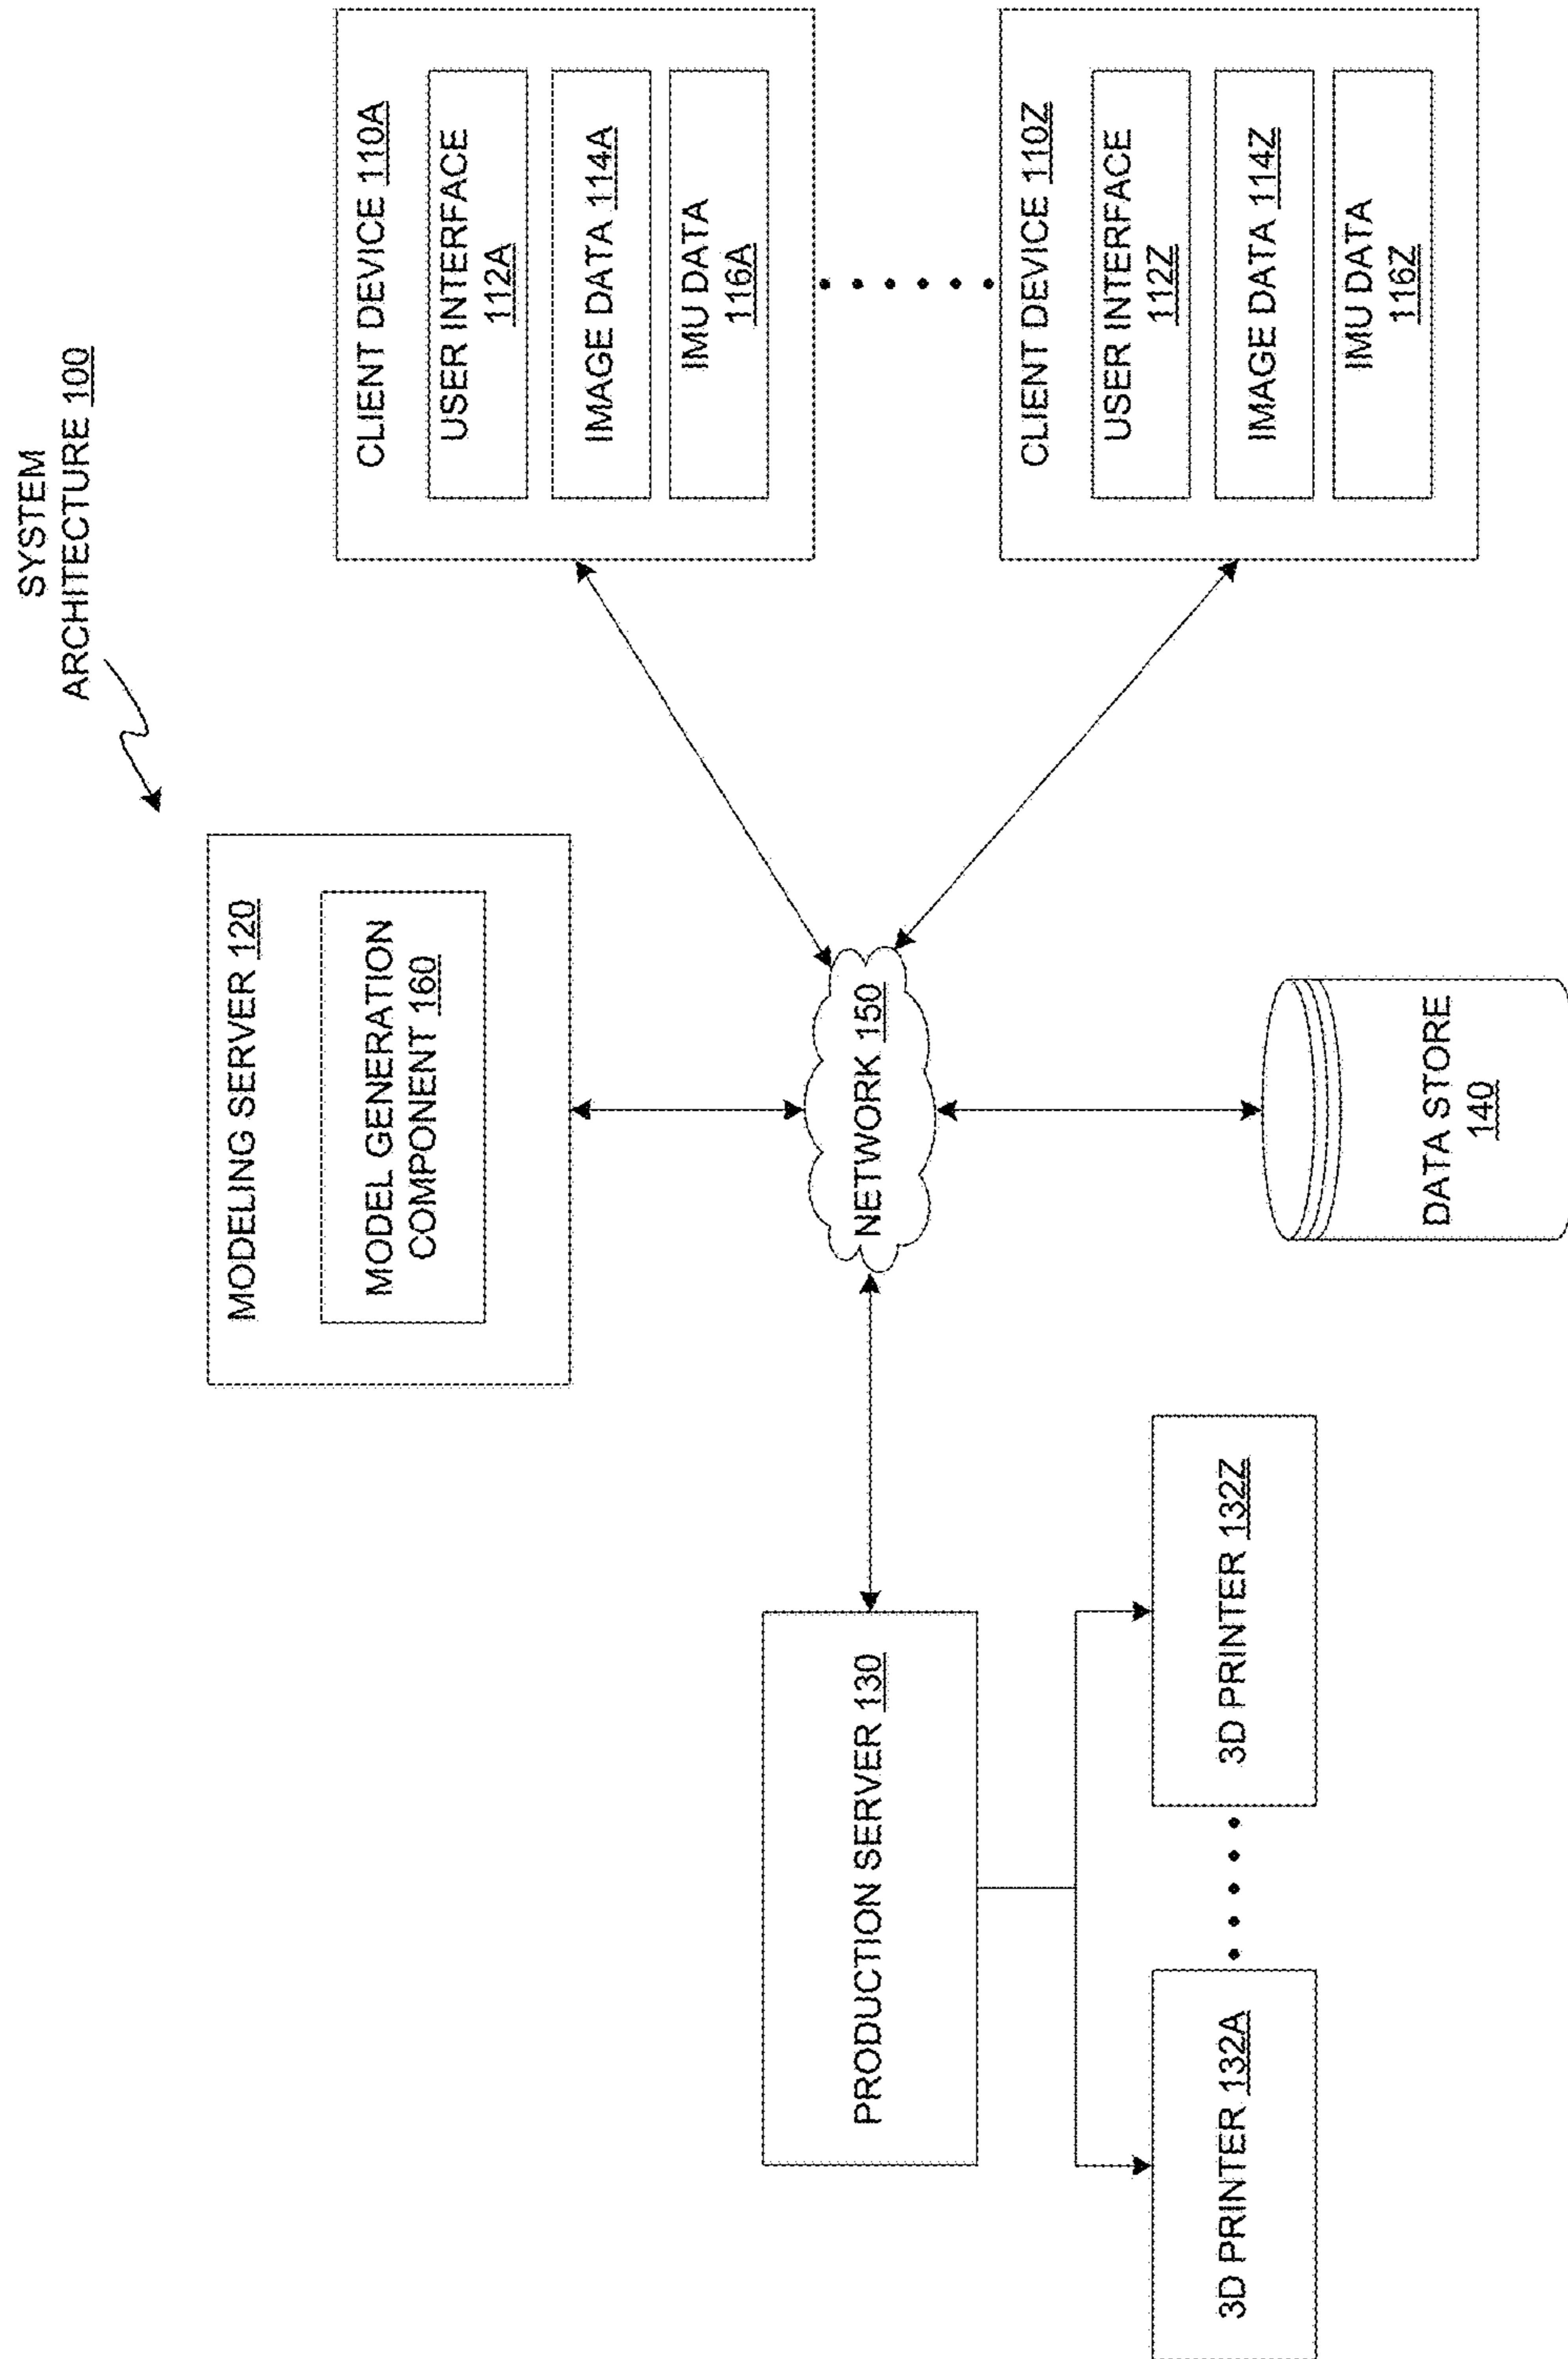 SYSTEM
ARCHITECTURE 100
MODELING SERVER 120
MODEL GENERATION
COMPONENT 160
CLIENT DEVICE 110A
USER INTERFACE
112A
IMAGE DATA 114A
IMU DATA
116A
PRODUCTION SERVER 130
NETWORK 150
CLIENT DEVICE 110Z
USER INTERFACE
112Z
IMAGE DATA 114Z
IMU DATA
116Z
3D PRINTER 132A
3D PRINTER 132Z
DATA STORE
140